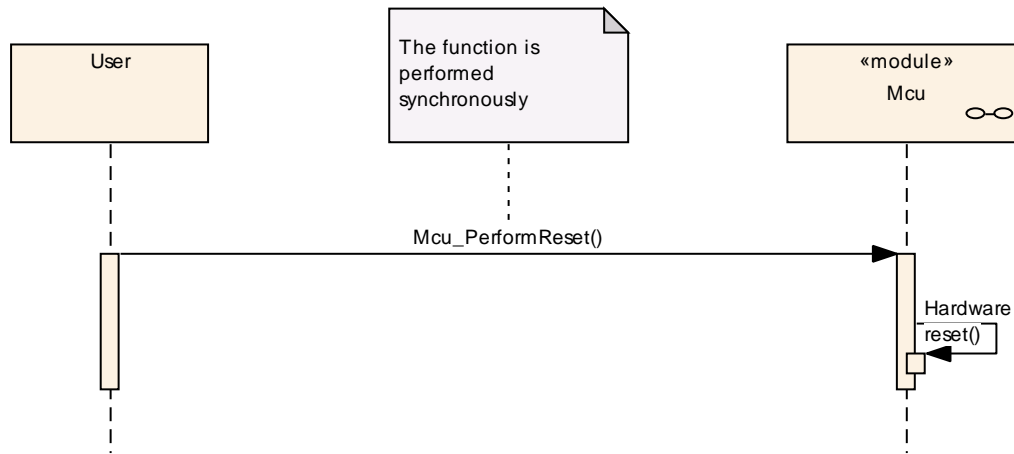 User
The function is
performed
synchronously
«module»
Mcu
Mcu_PerformReset()
Hardware
reset()